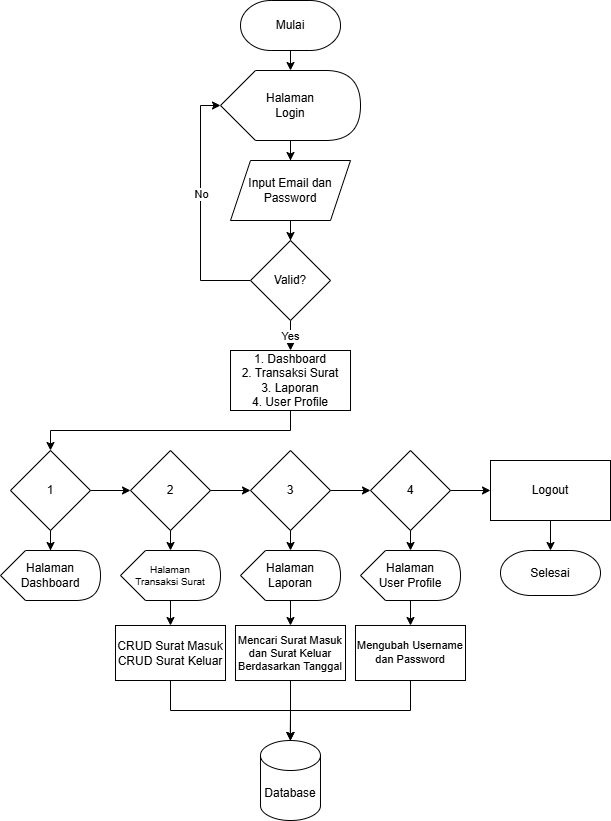 Mulai
Halaman
Login
Input Email dan
Password
No
Valid?
Yes
1. Dashboard
2. Transaksi Surat
3. Laporan
4. User Profile
1
2
3
4
Logout
Halaman
Dashboard
Halaman
Transaksi Surat
Halaman
Laporan
Halaman
User Profile
Selesai
CRUD Surat Masuk
CRUD Surat Keluar
Mencari Surat Masuk
dan Surat Keluar
Berdasarkan Tanggal
Mengubah Username
dan Password
Database